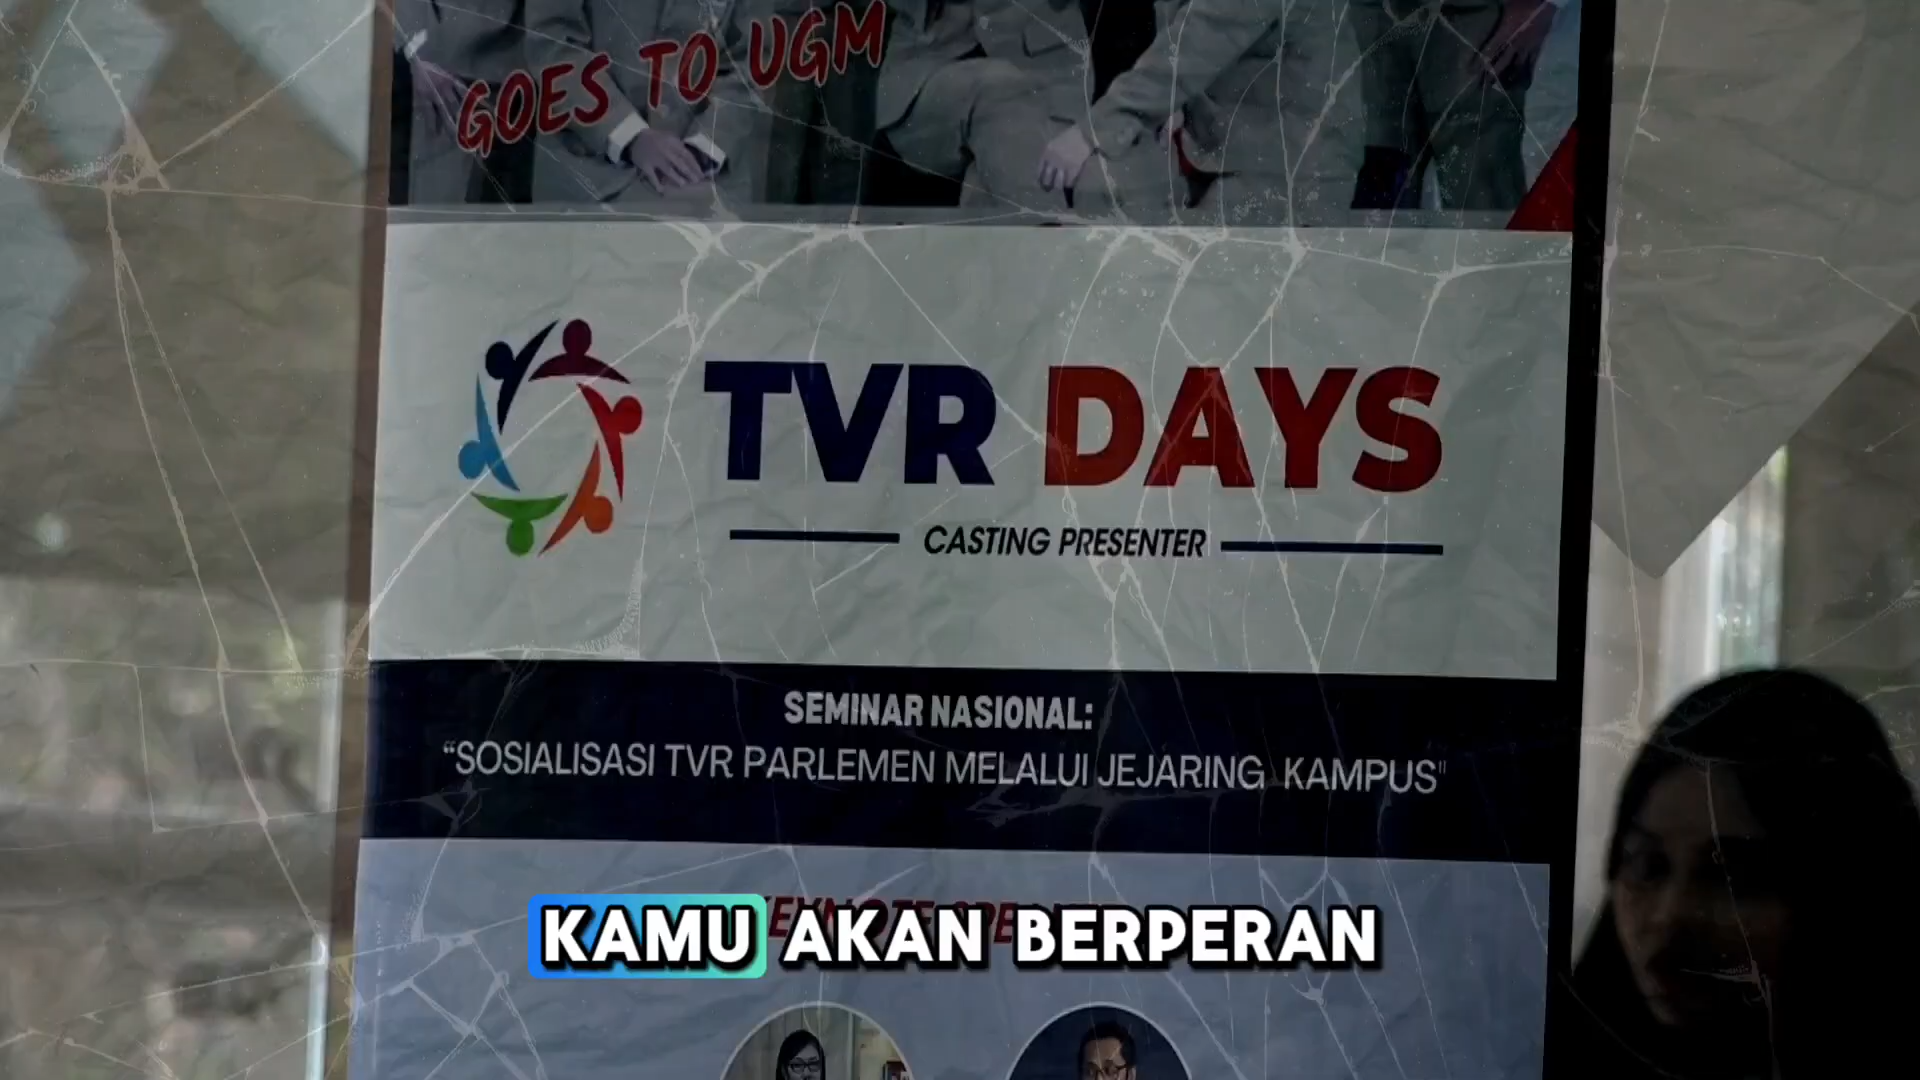 GOES TO UGM
TVR DAYS
CASTING PRESENTER
SEMINAR NASIONAL:
“SOSIALISASI TVR PARLEMEN MELALUI JEJARING KAMPUS"
KAMU AKAN BERPERAN